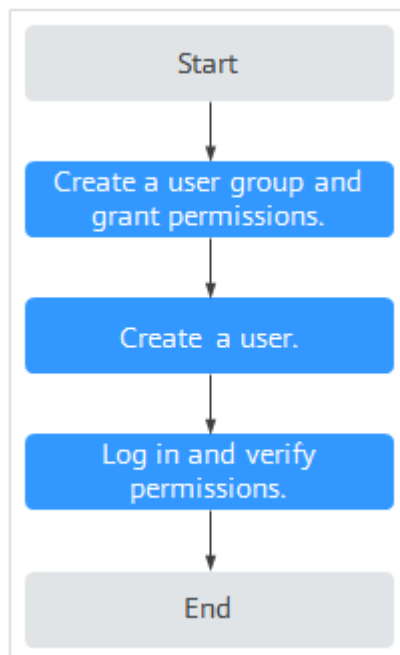 Start
Create a user group and
grant permissions.
Create a user.
Log in and verify
permissions.
End